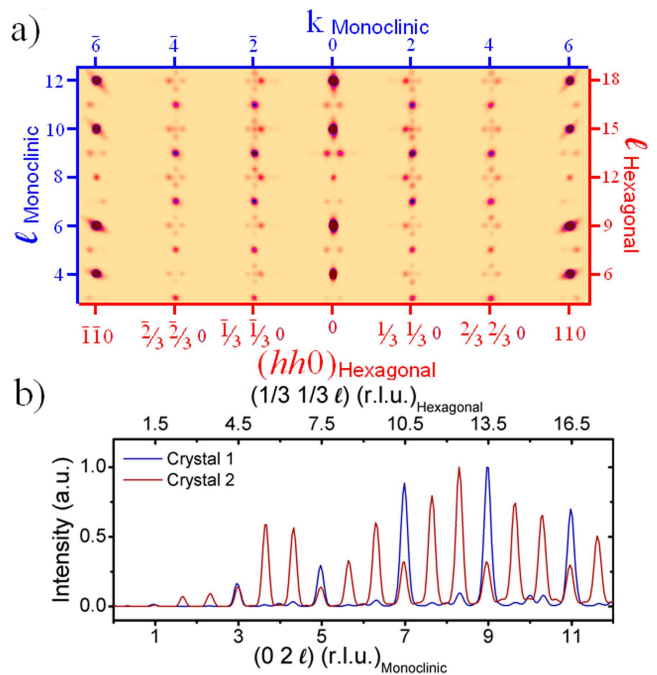 a)
k Monoclinic
6̅ 4̅ 2̅ 0 2 4 6
12 18
10 15
8 12
6 9
4 6
ℓ Monoclinic
ℓ Hexagonal
1̅1̅0 2̅/3 2̅/3 0 1̅/3 1̅/3 0 0 1/3 1/3 0 2/3 2/3 0 110
(hh0)Hexagonal
b)
(1/3 1/3 ℓ) (r.l.u.)Hexagonal
1.5 4.5 7.5 10.5 13.5 16.5
Crystal 1
Crystal 2
1.0
0.5
0.0
Intensity (a.u.)
1 3 5 7 9 11
(0 2 ℓ) (r.l.u.)Monoclinic